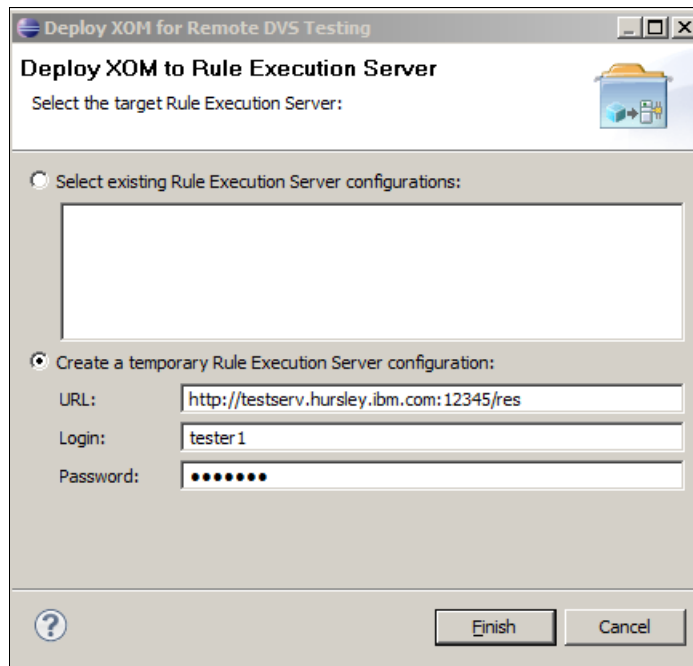 Deploy XOM for Remote DVS Testing
Deploy XOM to Rule Execution Server
Select the target Rule Execution Server:
Select existing Rule Execution Server configurations:
Create a temporary Rule Execution Server configuration:
URL: http://testserv.hursley.ibm.com:12345/res
Login: tester1
Password: •••••••
? Finish Cancel